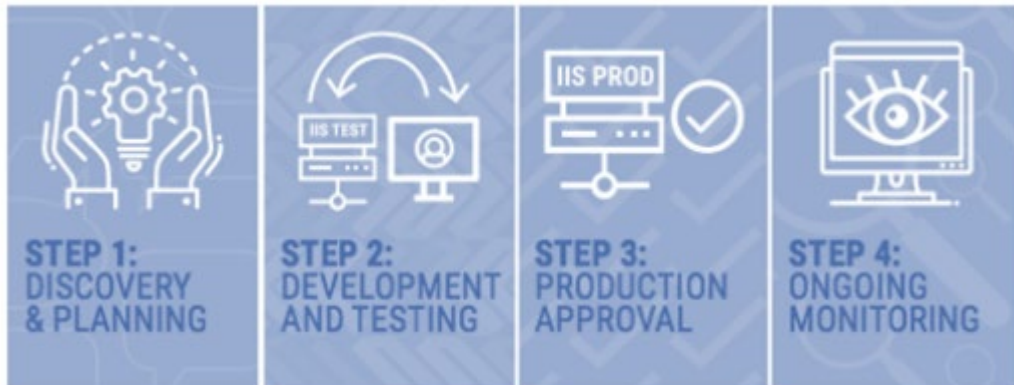 IIS TEST
IIS PROD
STEP 1:
DISCOVERY
& PLANNING
STEP 2:
DEVELOPMENT
AND TESTING
STEP 3:
PRODUCTION
APPROVAL
STEP 4:
ONGOING
MONITORING